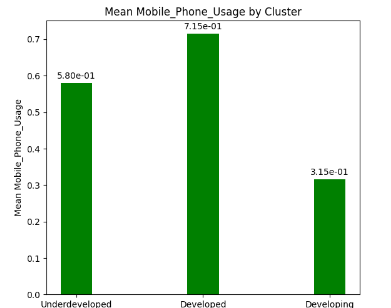 Mean Mobile_Phone_Usage by Cluster
7.15e-01
0.7
5.80e-01
0.6
0.5
Mean Mobile_Phone_Usage
0.4
3.15e-01
0.3
0.2
0.1
0.0
Underdeveloped Developed Developing